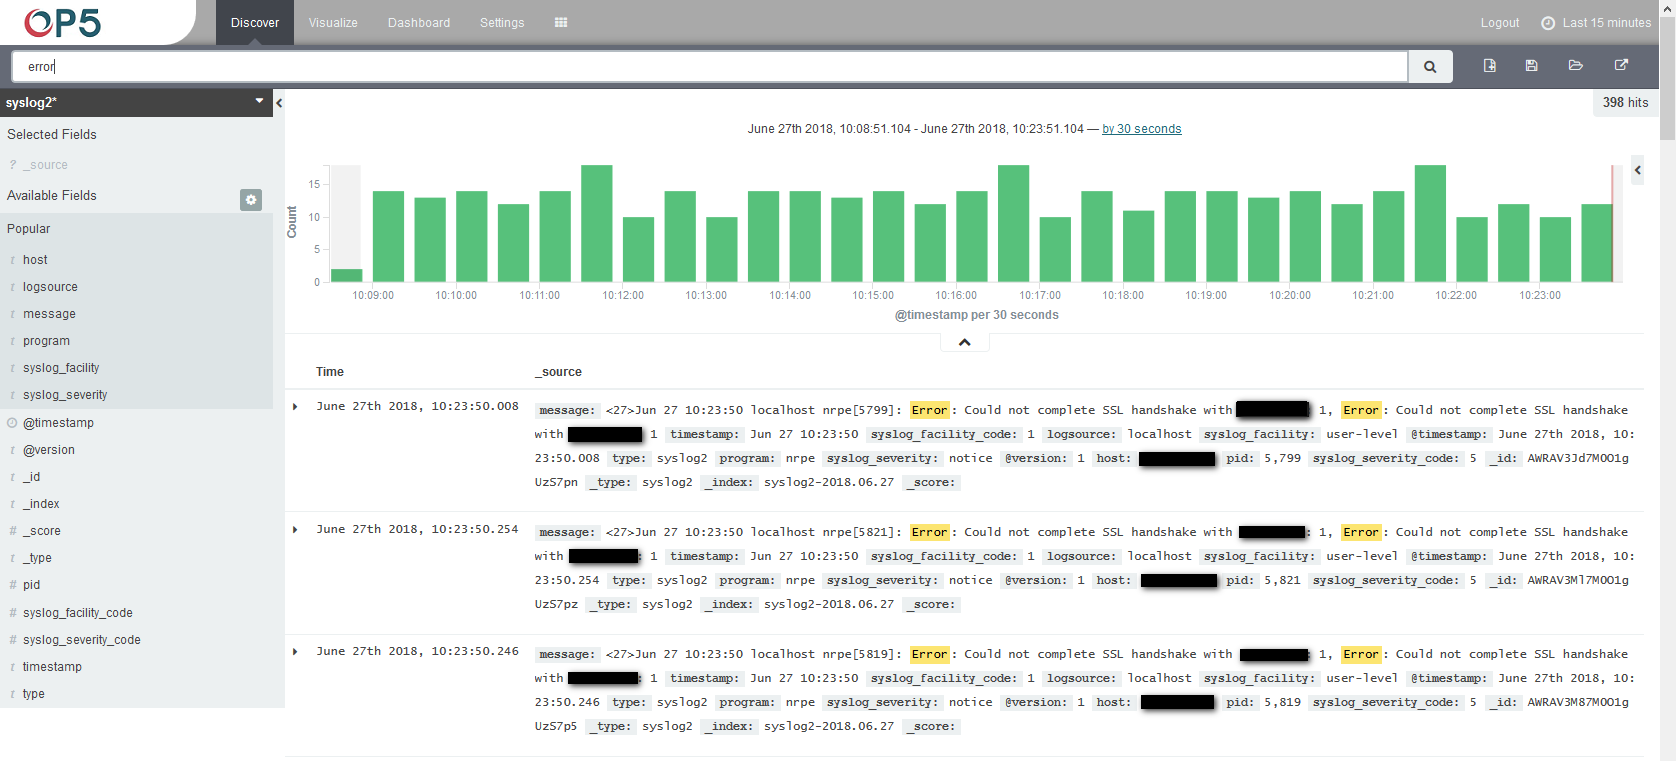 OP5
Discover Visualize Dashboard Settings Logout Last 15 minutes
error
syslog2*
398 hits
Selected Fields
? _source
Available Fields
Popular
t host
t logsource
t message
t program
t syslog_facility
t syslog_severity
@timestamp
t @version
t _id
t _index
# _score
t _type
# pid
# syslog_facility_code
# syslog_severity_code
t timestamp
t type
June 27th 2018, 10:08:51.104 - June 27th 2018, 10:23:51.104 — by 30 seconds
Count
15
10
5
0
10:09:00 10:10:00 10:11:00 10:12:00 10:13:00 10:14:00 10:15:00 10:16:00 10:17:00 10:18:00 10:19:00 10:20:00 10:21:00 10:22:00 10:23:00
@timestamp per 30 seconds
Time _source
June 27th 2018, 10:23:50.008 message: <27>Jun 27 10:23:50 localhost nrpe[5799]: Error: Could not complete SSL handshake with 1, Error: Could not complete SSL handshake
with 1 timestamp: Jun 27 10:23:50 syslog_facility_code: 1 logsource: localhost syslog_facility: user-level @timestamp: June 27th 2018, 10:
23:50.008 type: syslog2 program: nrpe syslog_severity: notice @version: 1 host: pid: 5,799 syslog_severity_code: 5 _id: AWRAV3Jd7MOO1g
UzS7pn _type: syslog2 _index: syslog2-2018.06.27 _score:
June 27th 2018, 10:23:50.254 message: <27>Jun 27 10:23:50 localhost nrpe[5821]: Error: Could not complete SSL handshake with : 1, Error: Could not complete SSL handshake
with : 1 timestamp: Jun 27 10:23:50 syslog_facility_code: 1 logsource: localhost syslog_facility: user-level @timestamp: June 27th 2018, 10:
23:50.254 type: syslog2 program: nrpe syslog_severity: notice @version: 1 host: pid: 5,821 syslog_severity_code: 5 _id: AWRAV3Ml7MOO1g
UzS7pz _type: syslog2 _index: syslog2-2018.06.27 _score:
June 27th 2018, 10:23:50.246 message: <27>Jun 27 10:23:50 localhost nrpe[5819]: Error: Could not complete SSL handshake with : 1, Error: Could not complete SSL handshake
with : 1 timestamp: Jun 27 10:23:50 syslog_facility_code: 1 logsource: localhost syslog_facility: user-level @timestamp: June 27th 2018, 10:
23:50.246 type: syslog2 program: nrpe syslog_severity: notice @version: 1 host: pid: 5,819 syslog_severity_code: 5 _id: AWRAV3M87MOO1g
UzS7p5 _type: syslog2 _index: syslog2-2018.06.27 _score: